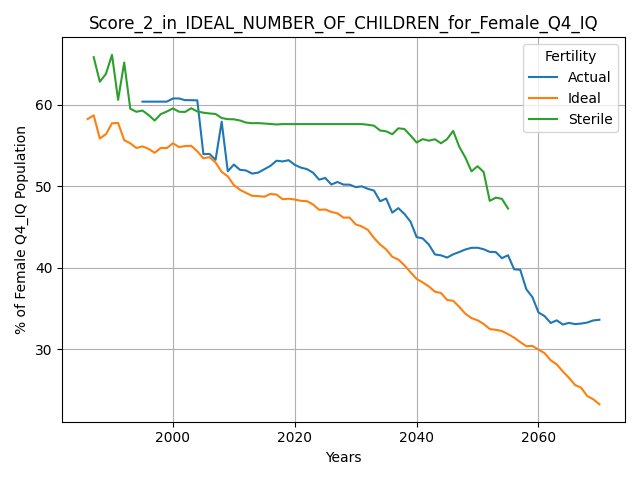 Score_2_in_IDEAL_NUMBER_OF_CHILDREN_for_Female_Q4_IQ
Fertility
Actual
Ideal
Sterile
% of Female Q4_IQ Population
60
50
40
30
2000
2020
2040
2060
Years